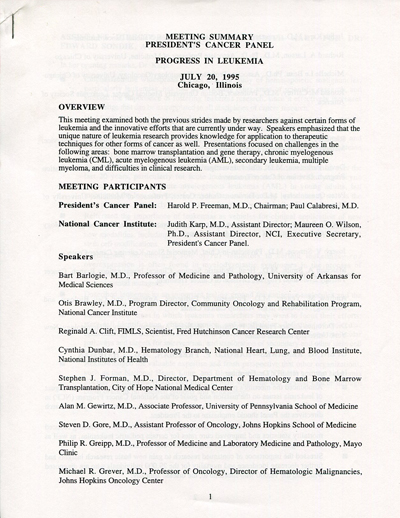 MEETING SUMMARY
PRESIDENT'S CANCER PANEL
PROGRESS IN LEUKEMIA
JULY 20, 1995
Chicago, Illinois
OVERVIEW
This meeting examined both the previous strides made by researchers against certain forms of
leukemia and the innovative efforts that are currently under way. Speakers emphasized that the
unique nature of leukemia research provides knowledge for application to therapeutic
techniques for other forms of cancer as well. Presentations focused on challenges in the
following areas: bone marrow transplantation and gene therapy, chronic myelogenous
leukemia (CML), acute myelogenous leukemia (AML), secondary leukemia, multiple
myeloma, and difficulties in clinical research.
MEETING PARTICIPANTS
President's Cancer Panel: Harold P. Freeman, M.D., Chairman; Paul Calabresi, M.D.
National Cancer Institute: Judith Karp, M.D., Assistant Director; Maureen O. Wilson,
Ph.D., Assistant Director, NCI, Executive Secretary,
President's Cancer Panel.
Speakers
Bart Barlogie, M.D., Professor of Medicine and Pathology, University of Arkansas for
Medical Sciences
Otis Brawley, M.D., Program Director, Community Oncology and Rehabilitation Program,
National Cancer Institute
Reginald A. Clift, FIMLS, Scientist, Fred Hutchinson Cancer Research Center
Cynthia Dunbar, M.D., Hematology Branch, National Heart, Lung, and Blood Institute,
National Institutes of Health
Stephen J. Forman, M.D., Director, Department of Hematology and Bone Marrow
Transplantation, City of Hope National Medical Center
Alan M. Gewirtz, M.D., Associate Professor, University of Pennsylvania School of Medicine
Steven D. Gore, M.D., Assistant Professor of Oncology, Johns Hopkins School of Medicine
Philip R. Greipp, M.D., Professor of Medicine and Laboratory Medicine and Pathology, Mayo
Clinic
Michael R. Grever, M.D., Professor of Oncology, Director of Hematologic Malignancies,
Johns Hopkins Oncology Center
1